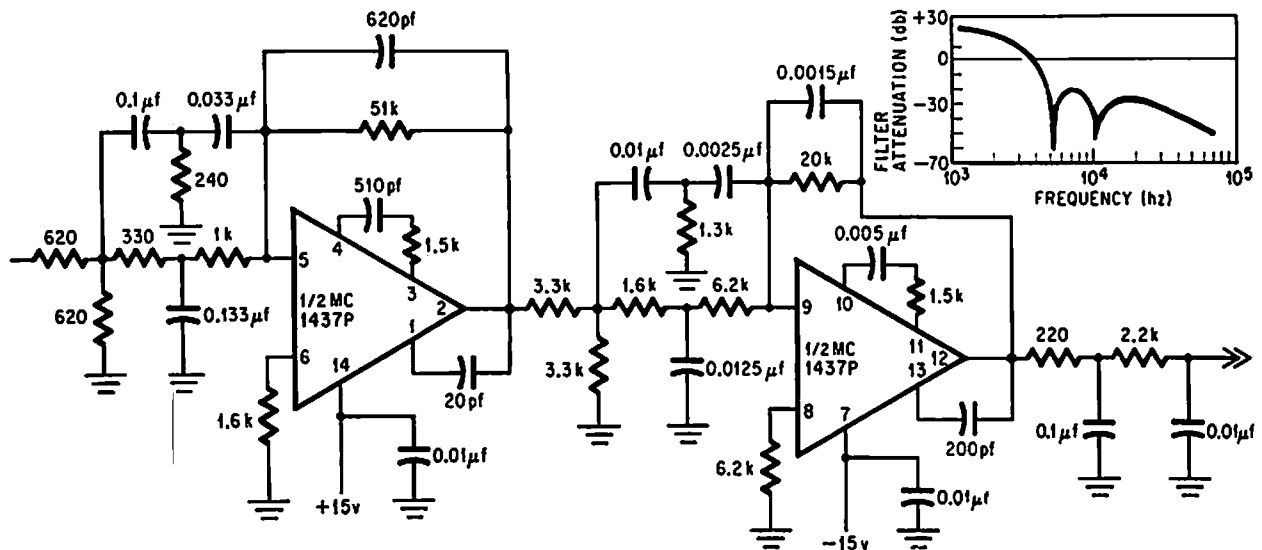 620pf
0.1μf
0.033μf
51k
240
510pf
1.5k
620
330
1k
5
4
3
2
1
6
14
1/2 MC
1437P
620
0.133μf
1.6k
20pf
0.01μf
+15v
3.3k
3.3k
0.01μf
0.0025μf
1.3k
0.0015μf
20k
1.6k
6.2k
0.0125μf
0.005μf
1.5k
9
10
11
12
13
8
7
1/2 MC
1437P
6.2k
200pf
0.01μf
-15v
220
2.2k
0.1μf
0.01μf
FILTER
ATTENUATION (db)
+30
0
-30
-70
10³
10⁴
10⁵
FREQUENCY (hz)